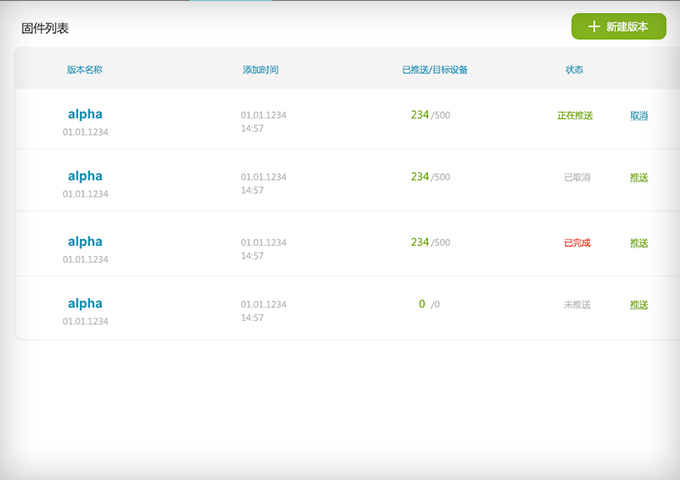 固件列表
新建版本
版本名称 添加时间 已推送/目标设备 状态
alpha
01.01.1234
01.01.1234
14:57
234 /500
正在推送
取消
alpha
01.01.1234
01.01.1234
14:57
234 /500
已取消
推送
alpha
01.01.1234
01.01.1234
14:57
234 /500
已完成
推送
alpha
01.01.1234
01.01.1234
14:57
0 /0
未推送
推送